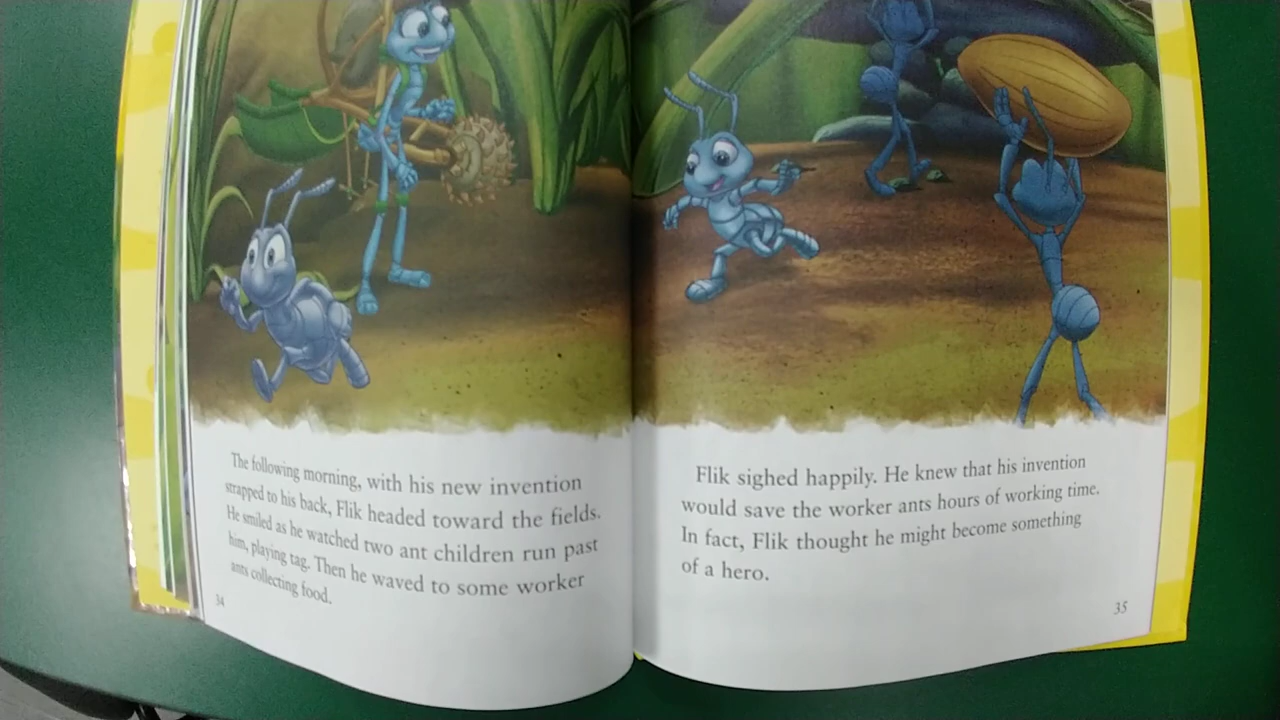 The following morning, with his new invention
strapped to his back, Flik headed toward the fields.
He smiled as he watched two ant children run past
him, playing tag. Then he waved to some worker
ants collecting food.
34
Flik sighed happily. He knew that his invention
would save the worker ants hours of working time.
In fact, Flik thought he might become something
of a hero.
35